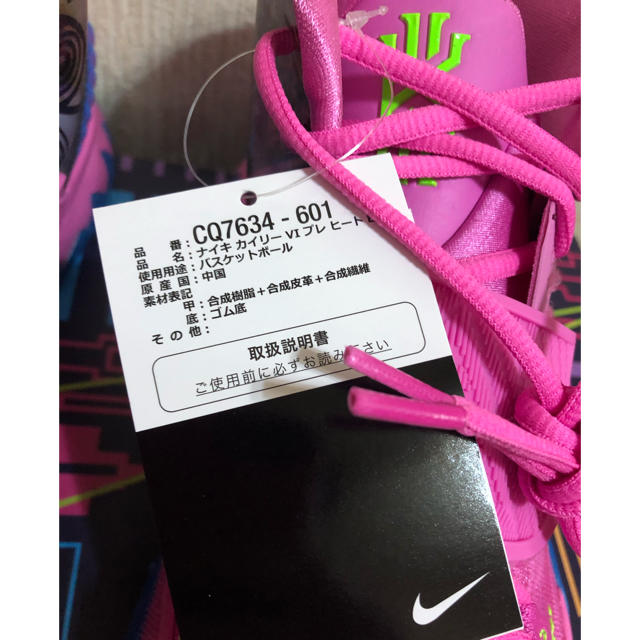 品 番 : CQ7634 - 601
品 名 : ナイキ カイリー VI プレ ヒート E
使用用途 : バスケットボール
原 産 国 : 中国
素材表記
甲 : 合成樹脂＋合成皮革＋合成繊維
底 : ゴム底
そ の 他 :
取扱説明書
ご使用前に必ずお読みください